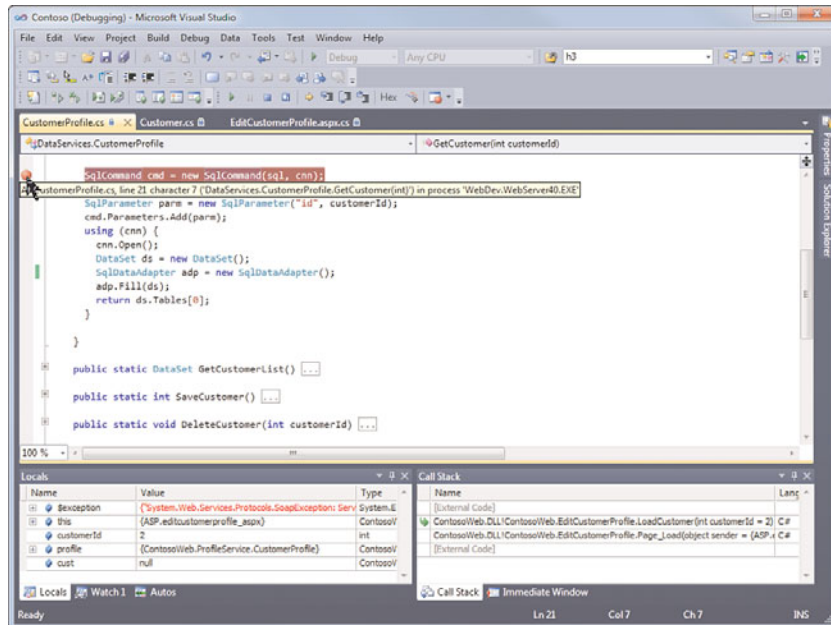 Contoso (Debugging) - Microsoft Visual Studio
File Edit View Project Build Debug Data Tools Test Window Help
Debug Any CPU h3
Hex
CustomerProfile.cs Customer.cs EditCustomerProfile.aspx.cs
DataServices.CustomerProfile GetCustomer(int customerId)
SqlCommand cmd = new SqlCommand(sql, cnn);
ustomerProfile.cs, line 21 character 7 ('DataServices.CustomerProfile.GetCustomer(int)') in process 'WebDev.WebServer40.EXE'
SqlParameter parm = new SqlParameter("id", customerId);
cmd.Parameters.Add(parm);
using (cnn) {
cnn.Open();
DataSet ds = new DataSet();
SqlDataAdapter adp = new SqlDataAdapter();
adp.Fill(ds);
return ds.Tables[0];
}
}
public static DataSet GetCustomerList() ...
public static int SaveCustomer() ...
public static void DeleteCustomer(int customerId) ...
Properties
Solution Explorer
100 %
Locals
Name Value Type
$exception {"System.Web.Services.Protocols.SoapException: Serv System.E
this {ASP.editcustomerprofile_aspx} ContosoW
customerId 2 int
profile {ContosoWeb.ProfileService.CustomerProfile} ContosoW
cust null ContosoW
Locals Watch 1 Autos
Call Stack
Name Lang
[External Code]
ContosoWeb.DLL!ContosoWeb.EditCustomerProfile.LoadCustomer(int customerId = 2) C#
ContosoWeb.DLL!ContosoWeb.EditCustomerProfile.Page_Load(object sender = {ASP.e C#
[External Code]
Call Stack Immediate Window
Ready Ln 21 Col 7 Ch 7 INS